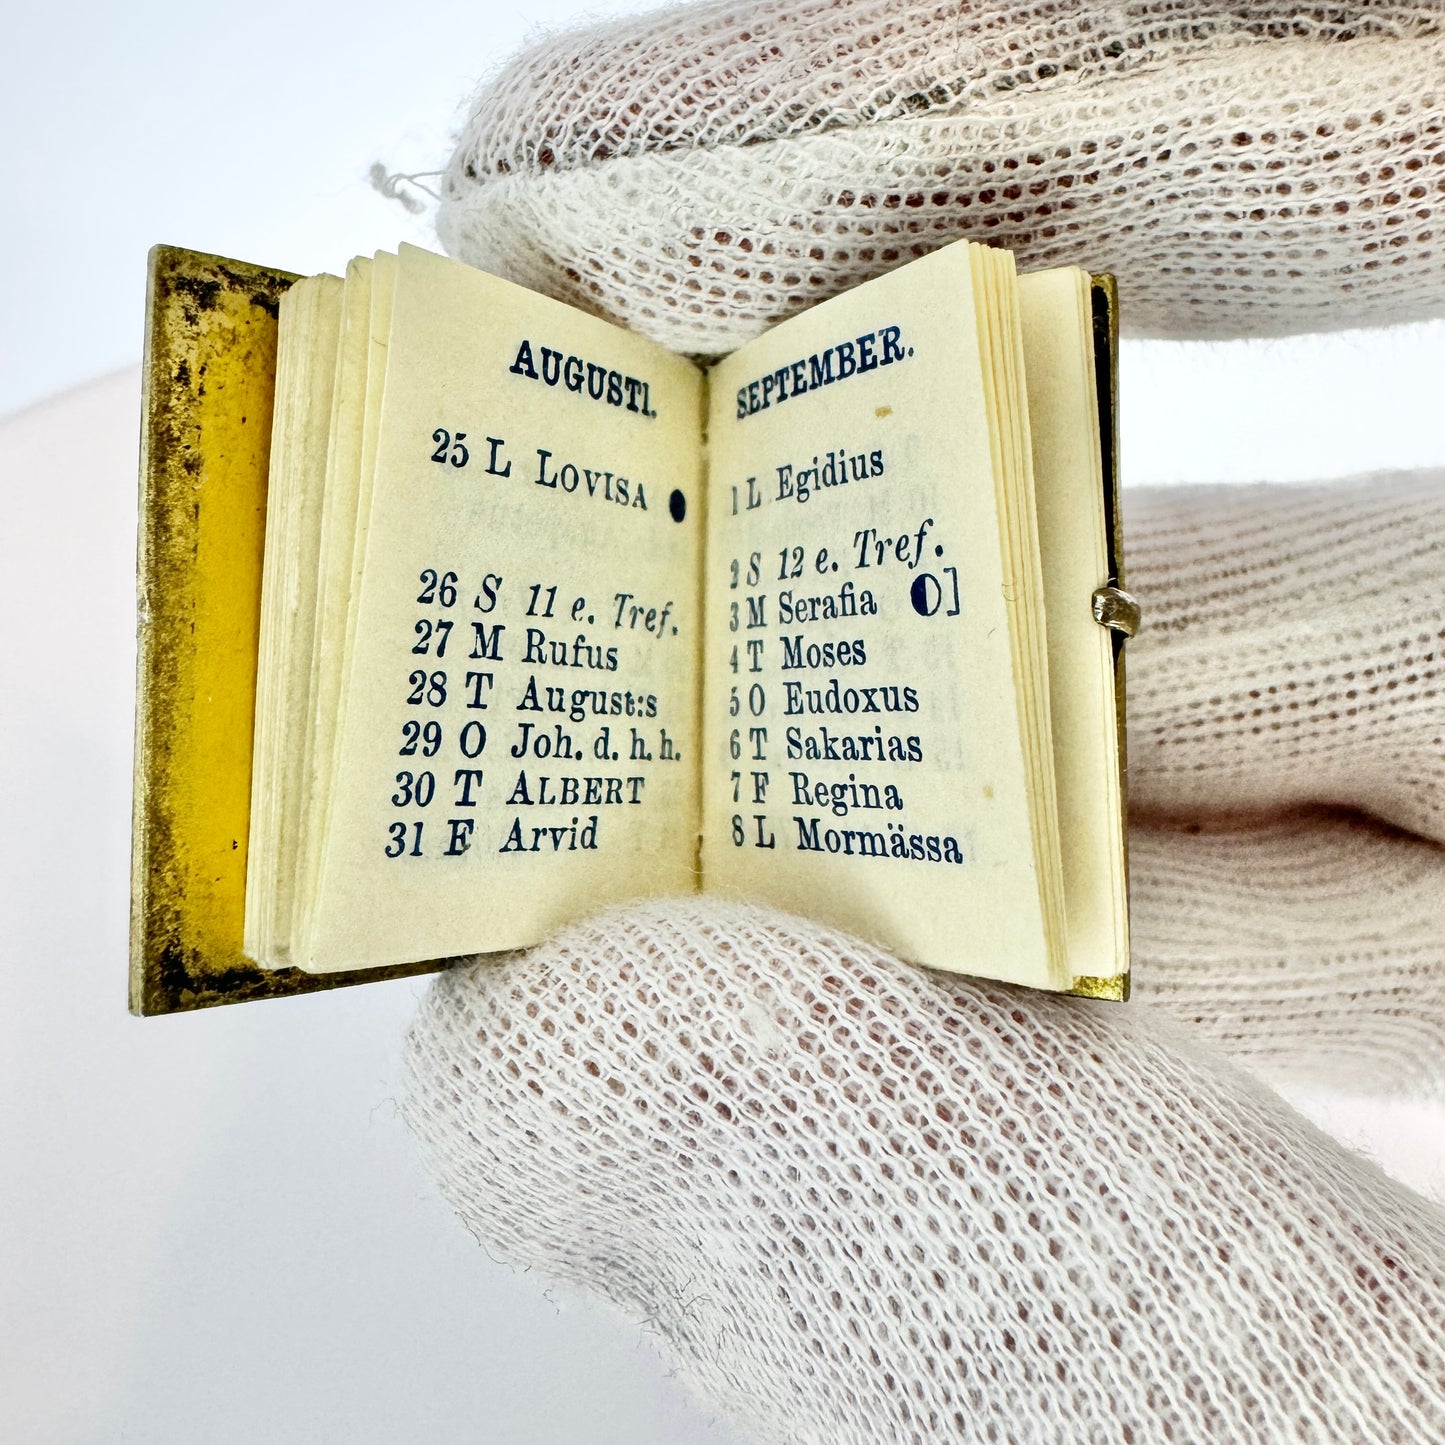 AUGUSTI.
25 L LOVISA
26 S 11 e. Tref.
27 M Rufus
28 T August:s
29 O Joh. d. h. h.
30 T ALBERT
31 F Arvid
SEPTEMBER.
1 L Egidius
2 S 12 e. Tref.
3 M Serafia
4 T Moses
5 O Eudoxus
6 T Sakarias
7 F Regina
8 L Mormässa